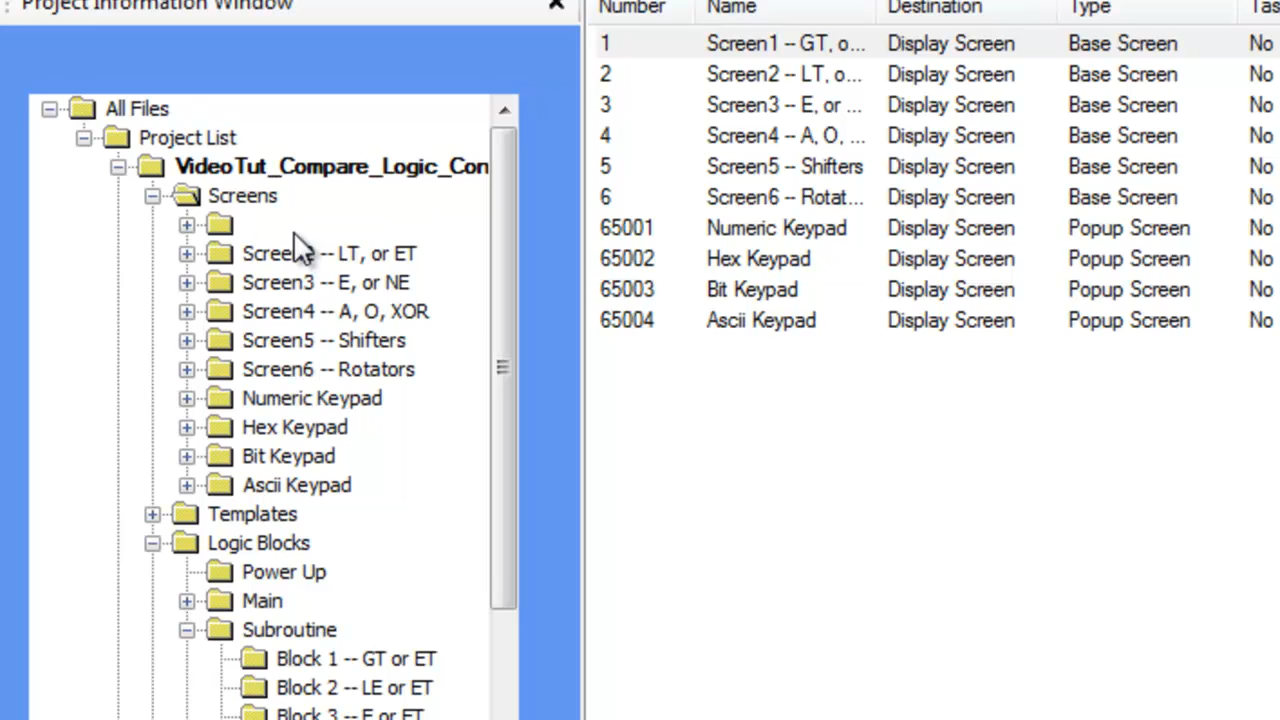 Project Information Window
All Files
Project List
VideoTut_Compare_Logic_Con
Screens
Scree -- LT, or ET
Screen3 -- E, or NE
Screen4 -- A, O, XOR
Screen5 -- Shifters
Screen6 -- Rotators
Numeric Keypad
Hex Keypad
Bit Keypad
Ascii Keypad
Templates
Logic Blocks
Power Up
Main
Subroutine
Block 1 -- GT or ET
Block 2 -- LE or ET
Block 3 -- E or ET
Number Name Destination Type Tas
1 Screen1 -- GT, o... Display Screen Base Screen No
2 Screen2 -- LT, o... Display Screen Base Screen No
3 Screen3 -- E, or ... Display Screen Base Screen No
4 Screen4 -- A, O, ... Display Screen Base Screen No
5 Screen5 -- Shifters Display Screen Base Screen No
6 Screen6 -- Rotat... Display Screen Base Screen No
65001 Numeric Keypad Display Screen Popup Screen No
65002 Hex Keypad Display Screen Popup Screen No
65003 Bit Keypad Display Screen Popup Screen No
65004 Ascii Keypad Display Screen Popup Screen No